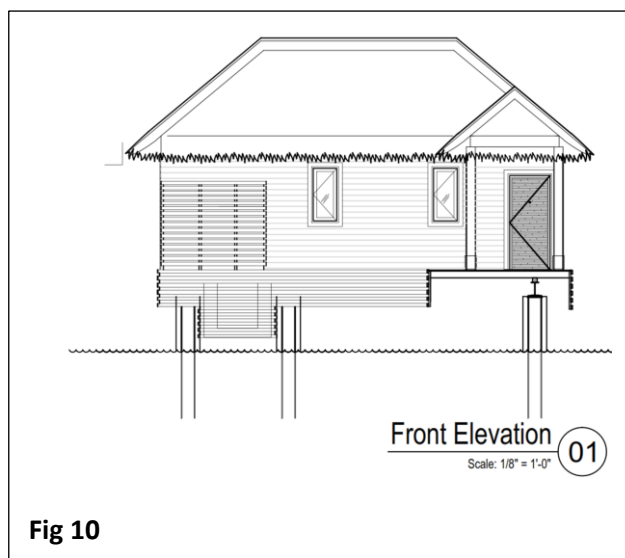 Front Elevation
01
Scale: 1/8" = 1'-0"
Fig 10